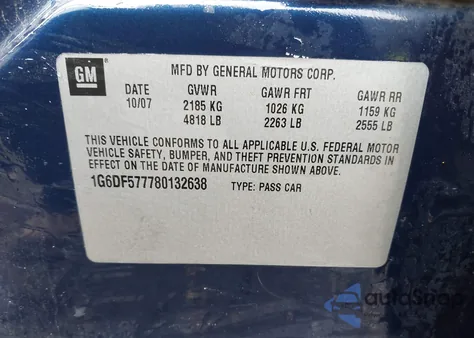 GM
MFD BY GENERAL MOTORS CORP.
DATE GVWR GAWR FRT GAWR RR
10/07 2185 KG 1026 KG 1159 KG
4818 LB 2263 LB 2555 LB
THIS VEHICLE CONFORMS TO ALL APPLICABLE U.S. FEDERAL MOTOR
VEHICLE SAFETY, BUMPER, AND THEFT PREVENTION STANDARDS IN
EFFECT ON THE DATE OF MANUFACTURE SHOWN ABOVE.
1G6DF577780132638 TYPE: PASS CAR
autoSnap